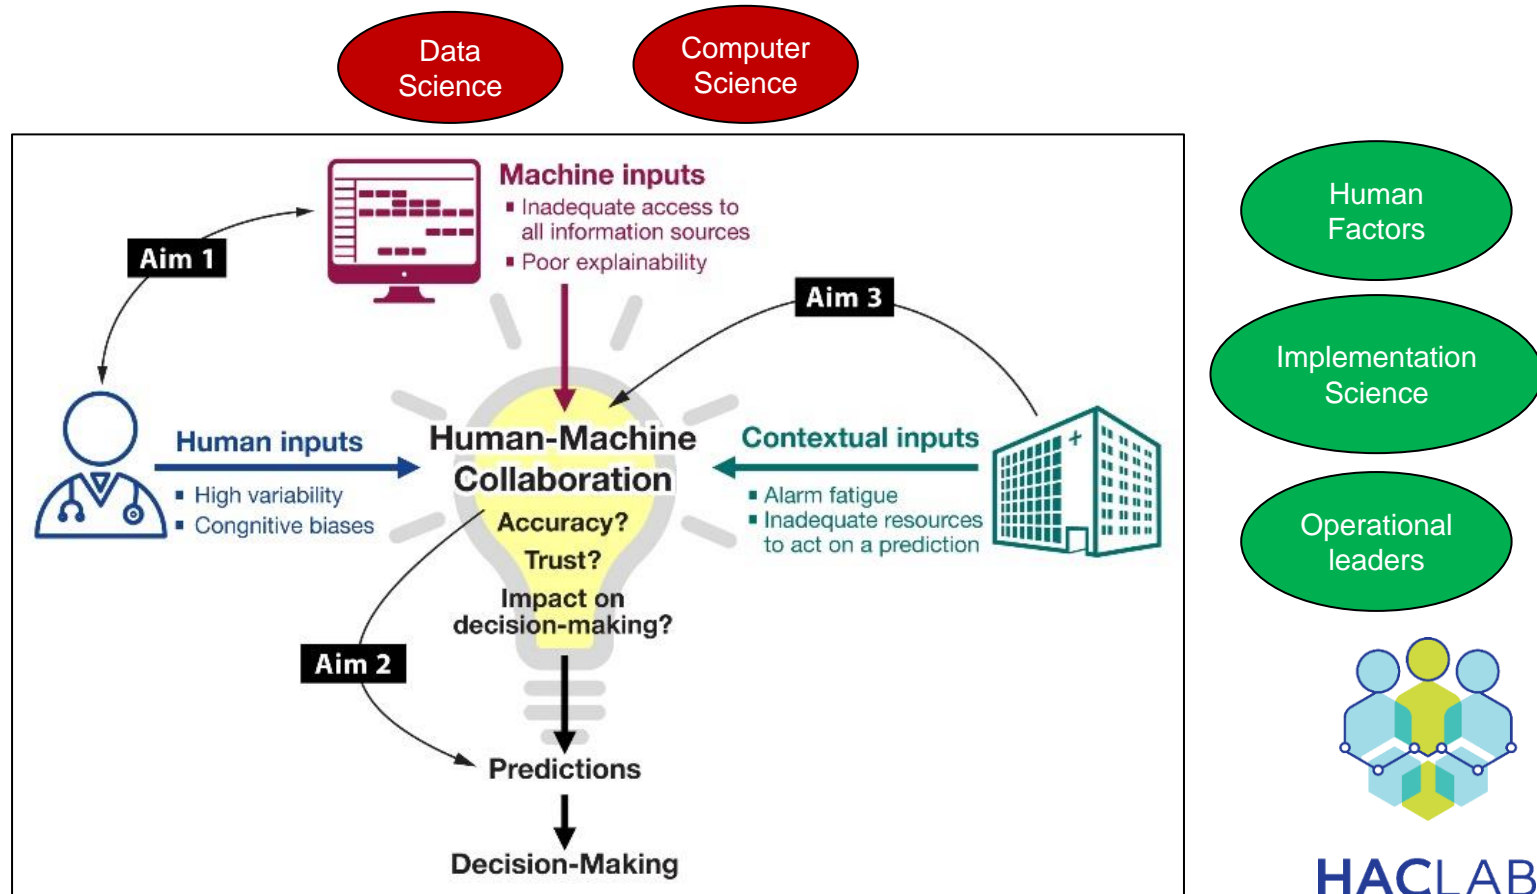 Data
Science
Computer
Science
Machine inputs
▪ Inadequate access to
all information sources
▪ Poor explainability
Aim 1
Aim 3
Human inputs
▪ High variability
▪ Congnitive biases
Human-Machine
Collaboration
Accuracy?
Trust?
Impact on
decision-making?
Contextual inputs
▪ Alarm fatigue
▪ Inadequate resources
to act on a prediction
Aim 2
Predictions
Decision-Making
Human
Factors
Implementation
Science
Operational
leaders
HACLAB